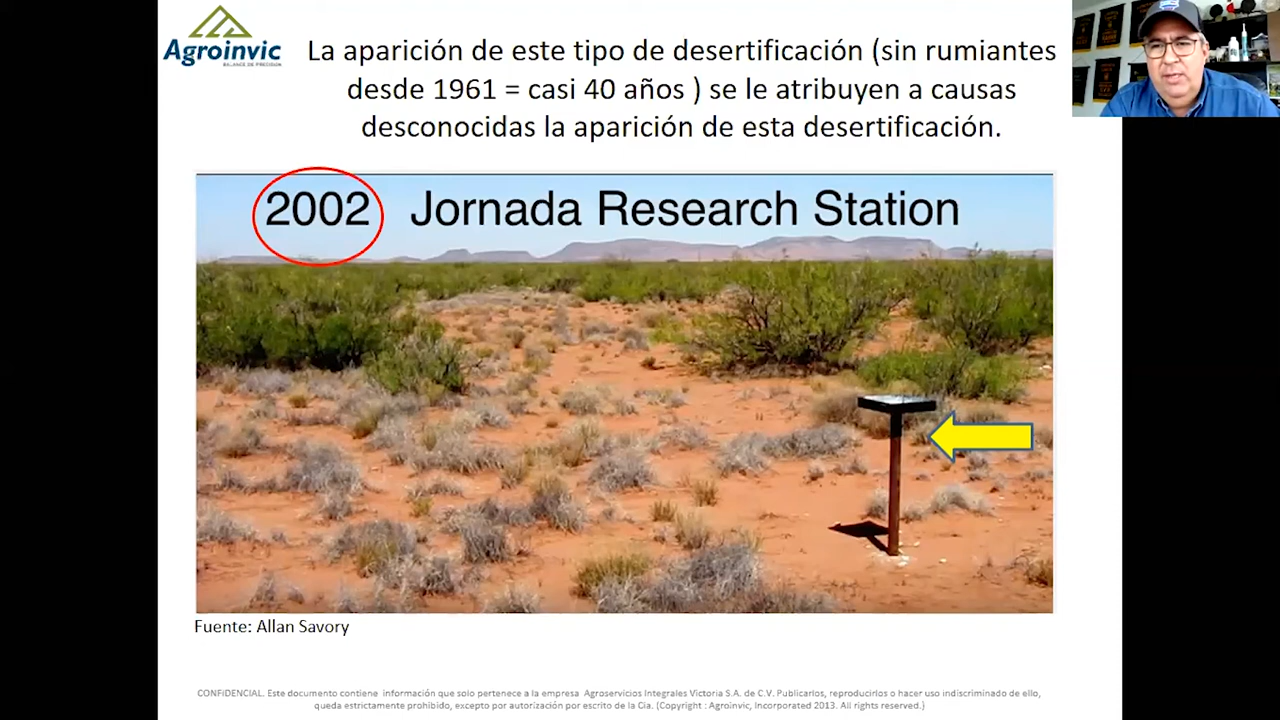 Agroinvic
BALANCE DE PRECISIÓN
La aparición de este tipo de desertificación (sin rumiantes
desde 1961 = casi 40 años ) se le atribuyen a causas
desconocidas la aparición de esta desertificación.
2002 Jornada Research Station
Fuente: Allan Savory
CONFIDENCIAL. Este documento contiene información que solo pertenece a la empresa Agroservicios Integrales Victoria S.A. de C.V. Publicarlos, reproducirlos o hacer uso indiscriminado de ello,
queda estrictamente prohibido, excepto por autorización por escrito de la Cia. (Copyright : Agroinvic, Incorporated 2013. All rights reserved.)